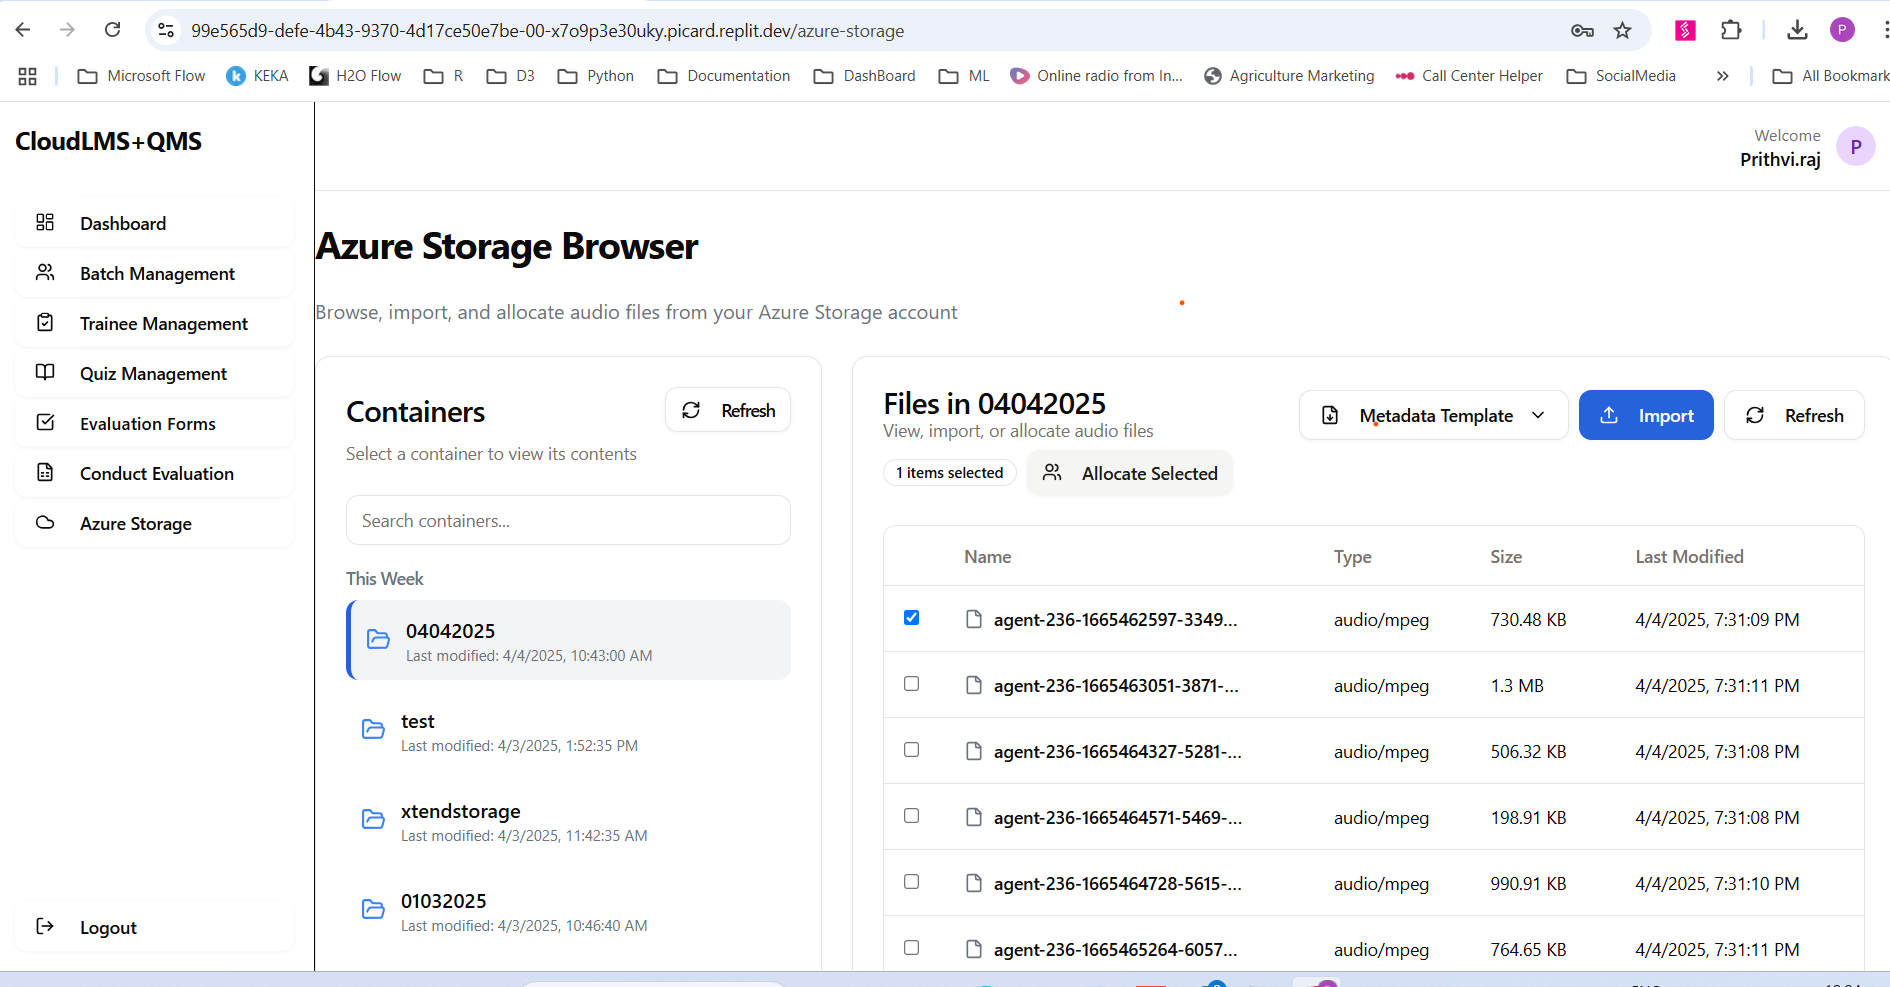 99e565d9-defe-4b43-9370-4d17ce50e7be-00-x7o9p3e30uky.picard.replit.dev/azure-storage
P
Microsoft Flow
KEKA
H2O Flow
R
D3
Python
Documentation
DashBoard
ML
Online radio from In...
Agriculture Marketing
Call Center Helper
SocialMedia
»
All Bookmark
CloudLMS+QMS
Welcome
Prithvi.raj
P
Dashboard
Batch Management
Trainee Management
Quiz Management
Evaluation Forms
Conduct Evaluation
Azure Storage
Logout
Azure Storage Browser
Browse, import, and allocate audio files from your Azure Storage account
Containers
Refresh
Select a container to view its contents
Search containers...
This Week
04042025
Last modified: 4/4/2025, 10:43:00 AM
test
Last modified: 4/3/2025, 1:52:35 PM
xtendstorage
Last modified: 4/3/2025, 11:42:35 AM
01032025
Last modified: 4/3/2025, 10:46:40 AM
Files in 04042025
View, import, or allocate audio files
Metadata Template
Import
Refresh
1 items selected
Allocate Selected
Name Type Size Last Modified
agent-236-1665462597-3349... audio/mpeg 730.48 KB 4/4/2025, 7:31:09 PM
agent-236-1665463051-3871-... audio/mpeg 1.3 MB 4/4/2025, 7:31:11 PM
agent-236-1665464327-5281-... audio/mpeg 506.32 KB 4/4/2025, 7:31:08 PM
agent-236-1665464571-5469-... audio/mpeg 198.91 KB 4/4/2025, 7:31:08 PM
agent-236-1665464728-5615-... audio/mpeg 990.91 KB 4/4/2025, 7:31:10 PM
agent-236-1665465264-6057... audio/mpeg 764.65 KB 4/4/2025, 7:31:11 PM